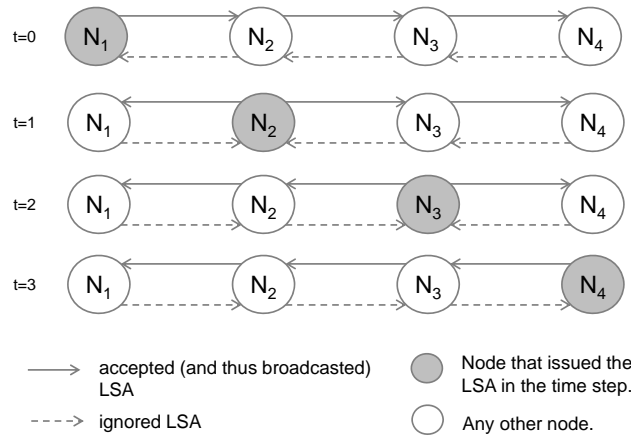 t=0 N1 N2 N3 N4
t=1 N1 N2 N3 N4
t=2 N1 N2 N3 N4
t=3 N1 N2 N3 N4
accepted (and thus broadcasted)
LSA
ignored LSA
Node that issued the
LSA in the time step.
Any other node.